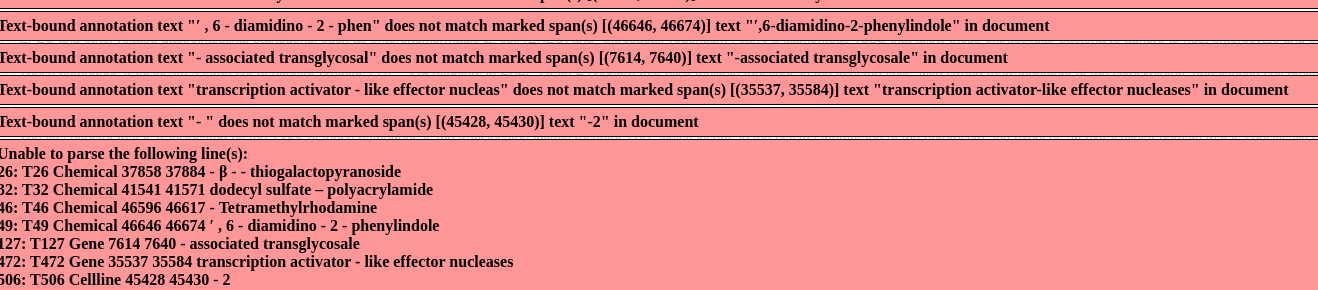 Text-bound annotation text "′ , 6 - diamidino - 2 - phen" does not match marked span(s) [(46646, 46674)] text "′,6-diamidino-2-phenylindole" in document
Text-bound annotation text "- associated transglycosal" does not match marked span(s) [(7614, 7640)] text "-associated transglycosale" in document
Text-bound annotation text "transcription activator - like effector nucleas" does not match marked span(s) [(35537, 35584)] text "transcription activator-like effector nucleases" in document
Text-bound annotation text "- " does not match marked span(s) [(45428, 45430)] text "-2" in document
Unable to parse the following line(s):
26: T26 Chemical 37858 37884 - β - - thiogalactopyranoside
32: T32 Chemical 41541 41571 dodecyl sulfate – polyacrylamide
46: T46 Chemical 46596 46617 - Tetramethylrhodamine
49: T49 Chemical 46646 46674 ′ , 6 - diamidino - 2 - phenylindole
127: T127 Gene 7614 7640 - associated transglycosale
472: T472 Gene 35537 35584 transcription activator - like effector nucleases
506: T506 Cellline 45428 45430 - 2